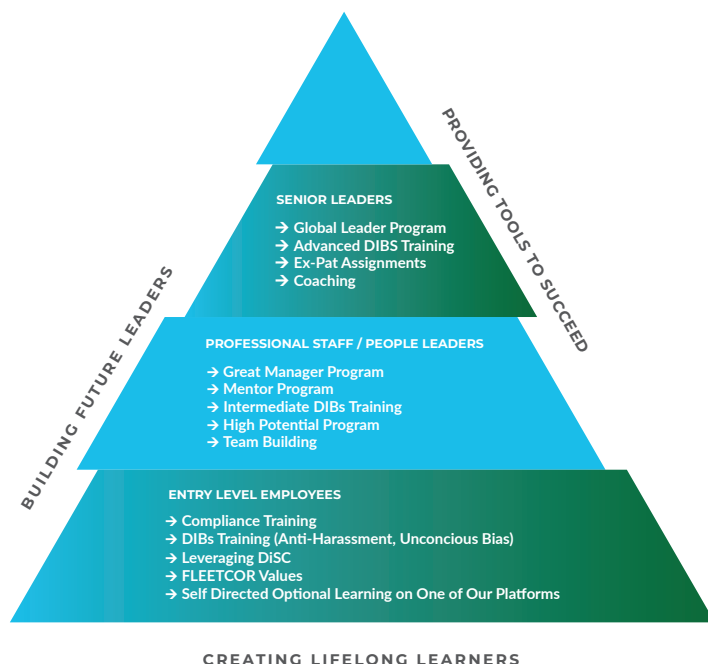 PROVIDING TOOLS TO SUCCEED
SENIOR LEADERS
→ Global Leader Program
→ Advanced DIBS Training
→ Ex-Pat Assignments
→ Coaching
BUILDING FUTURE LEADERS
PROFESSIONAL STAFF / PEOPLE LEADERS
→ Great Manager Program
→ Mentor Program
→ Intermediate DIBs Training
→ High Potential Program
→ Team Building
ENTRY LEVEL EMPLOYEES
→ Compliance Training
→ DIBs Training (Anti-Harassment, Unconcious Bias)
→ Leveraging DiSC
→ FLEETCOR Values
→ Self Directed Optional Learning on One of Our Platforms
CREATING LIFELONG LEARNERS